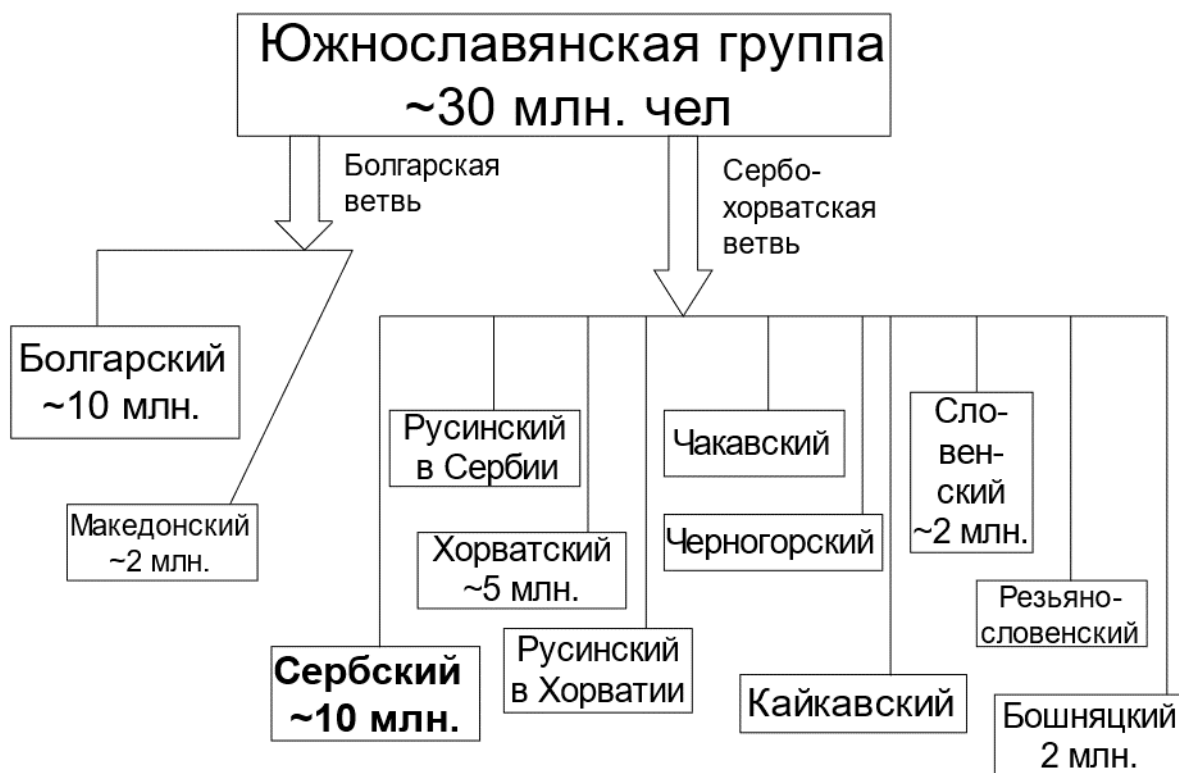 Южнославянская группа
~30 млн. чел
Болгарская
ветвь
Сербо-
хорватская
ветвь
Болгарский
~10 млн.
Македонский
~2 млн.
Сербский
~10 млн.
Русинский
в Сербии
Хорватский
~5 млн.
Русинский
в Хорватии
Чакавский
Черногорский
Кайкавский
Сло-
вен-
ский
~2 млн.
Резьяно-
словенский
Бошняцкий
2 млн.